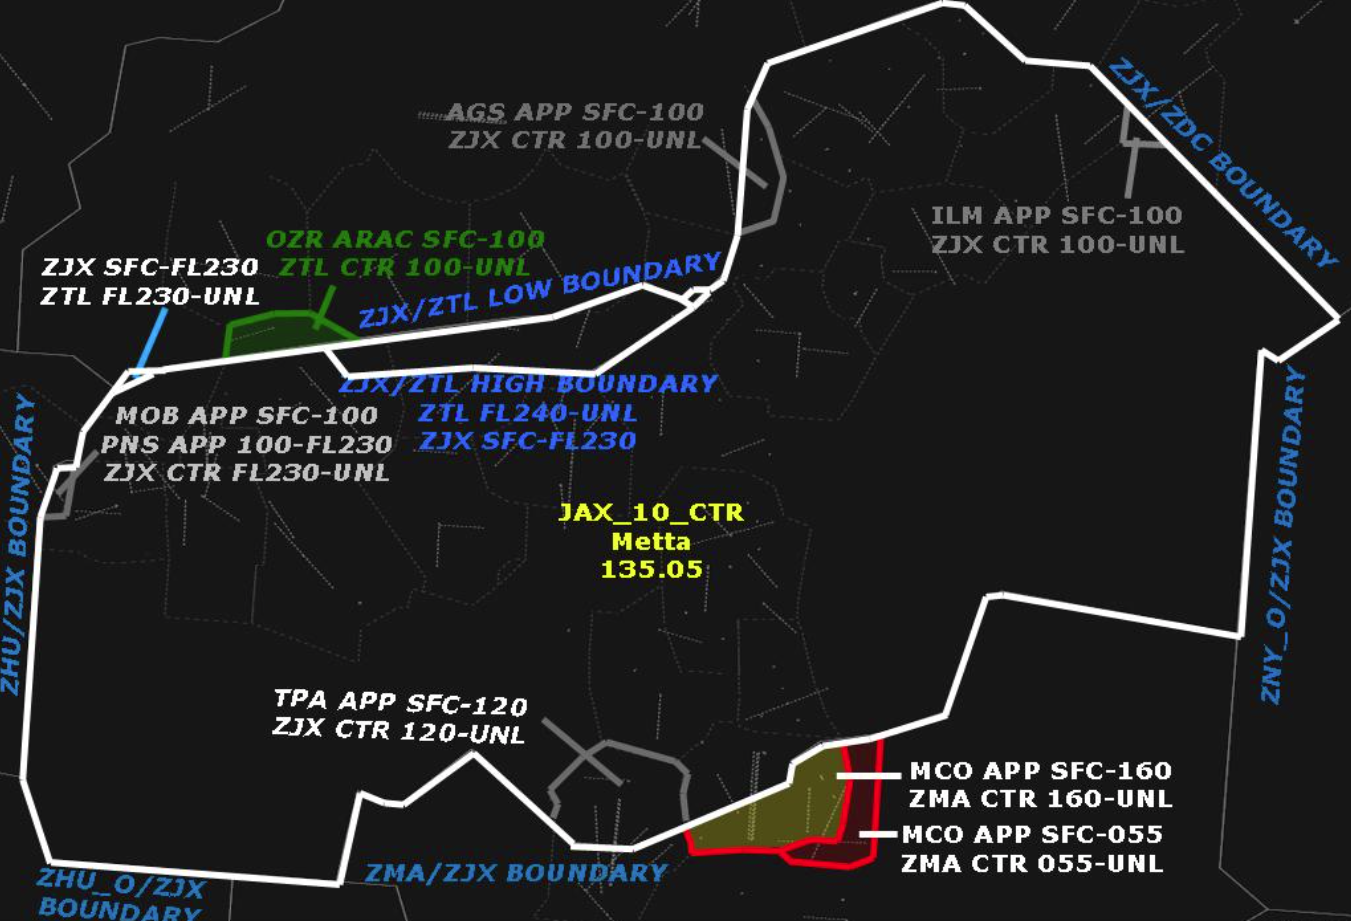 ZJX/ZDC BOUNDARY
AGS APP SFC-100
ZJX CTR 100-UNL
ILM APP SFC-100
ZJX CTR 100-UNL
OZR ARAC SFC-100
ZTL CTR 100-UNL
ZJX SFC-FL230
ZTL FL230-UNL
ZJX/ZTL LOW BOUNDARY
ZJX/ZTL HIGH BOUNDARY
ZTL FL240-UNL
ZJX SFC-FL230
MOB APP SFC-100
PNS APP 100-FL230
ZJX CTR FL230-UNL
ZHU/ZJX BOUNDARY
ZNY_O/ZJX BOUNDARY
JAX_10_CTR
Metta
135.05
TPA APP SFC-120
ZJX CTR 120-UNL
MCO APP SFC-160
ZMA CTR 160-UNL
MCO APP SFC-055
ZMA CTR 055-UNL
ZMA/ZJX BOUNDARY
ZHU_O/ZJX
BOUNDARY